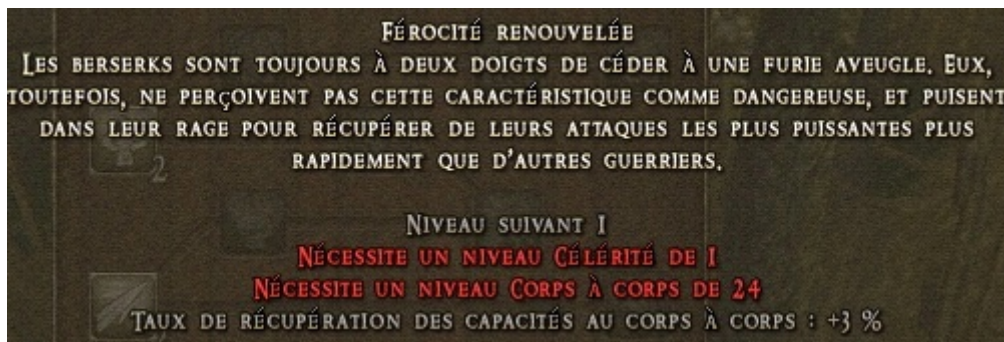 Férocité renouvelée
Les berserks sont toujours à deux doigts de céder à une furie aveugle. Eux,
toutefois, ne perçoivent pas cette caractéristique comme dangereuse, et puisent
dans leur rage pour récupérer de leurs attaques les plus puissantes plus
rapidement que d'autres guerriers.
2
Niveau suivant 1
Nécessite un niveau Célérité de 1
Nécessite un niveau Corps à corps de 24
Taux de récupération des capacités au corps à corps : +3 %